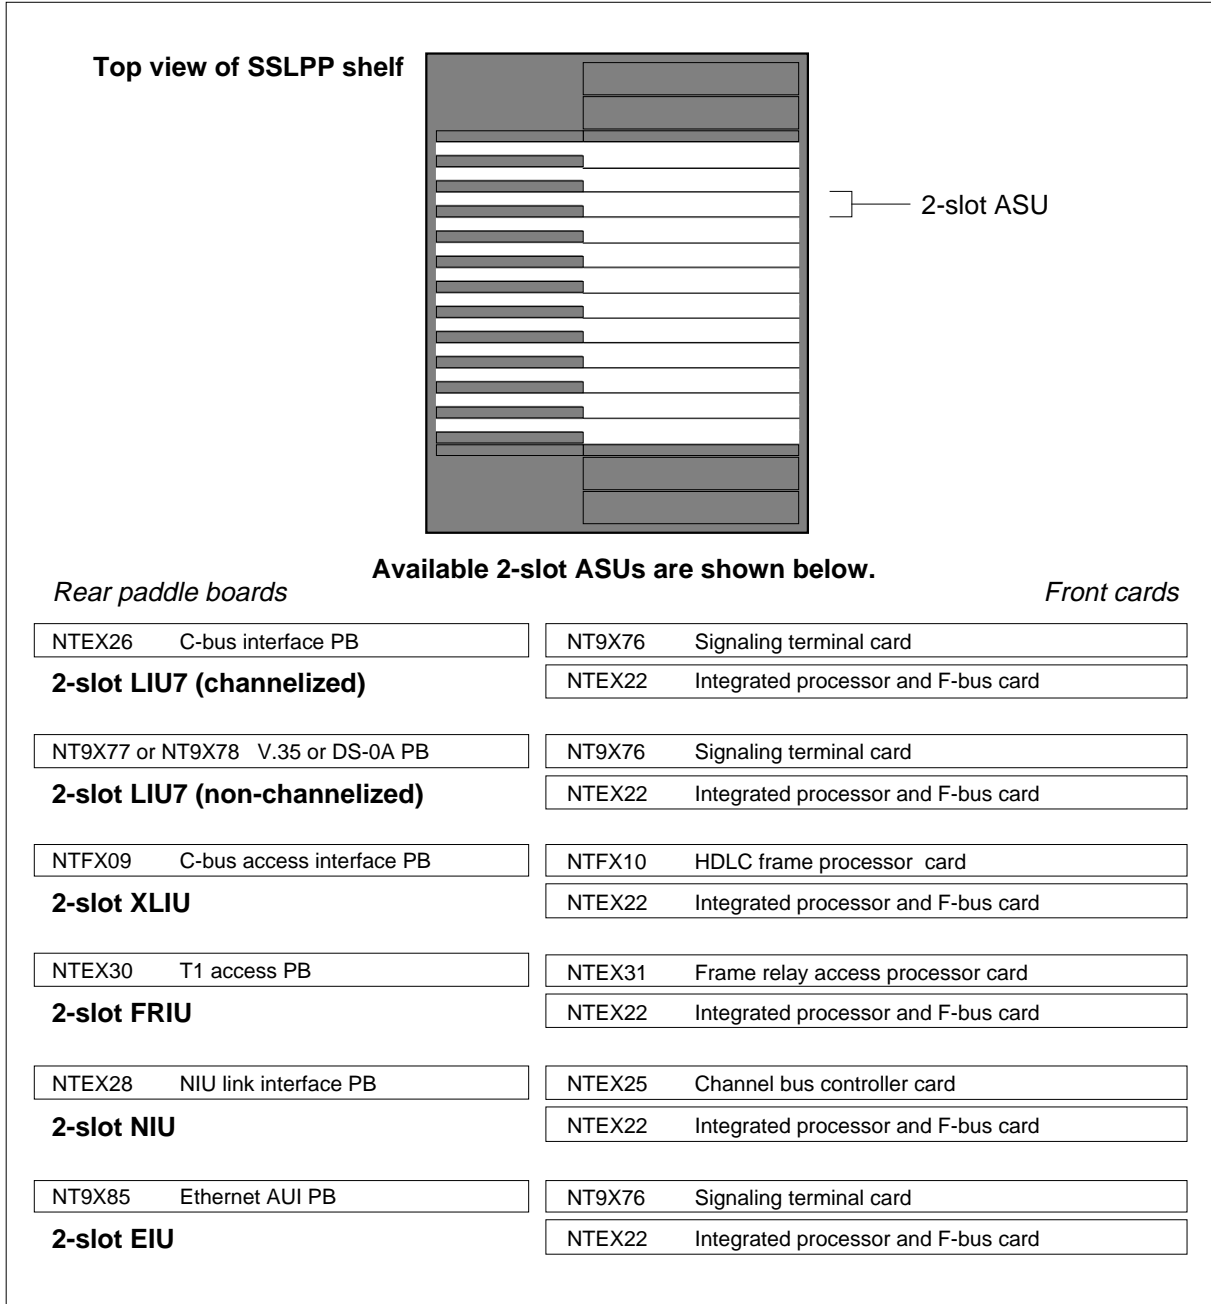 Top view of SSLPP shelf
2-slot ASU
Available 2-slot ASUs are shown below.
Rear paddle boards Front cards
NTEX26 C-bus interface PB NT9X76 Signaling terminal card
2-slot LIU7 (channelized) NTEX22 Integrated processor and F-bus card
NT9X77 or NT9X78 V.35 or DS-0A PB NT9X76 Signaling terminal card
2-slot LIU7 (non-channelized) NTEX22 Integrated processor and F-bus card
NTFX09 C-bus access interface PB NTFX10 HDLC frame processor card
2-slot XLIU NTEX22 Integrated processor and F-bus card
NTEX30 T1 access PB NTEX31 Frame relay access processor card
2-slot FRIU NTEX22 Integrated processor and F-bus card
NTEX28 NIU link interface PB NTEX25 Channel bus controller card
2-slot NIU NTEX22 Integrated processor and F-bus card
NT9X85 Ethernet AUI PB NT9X76 Signaling terminal card
2-slot EIU NTEX22 Integrated processor and F-bus card